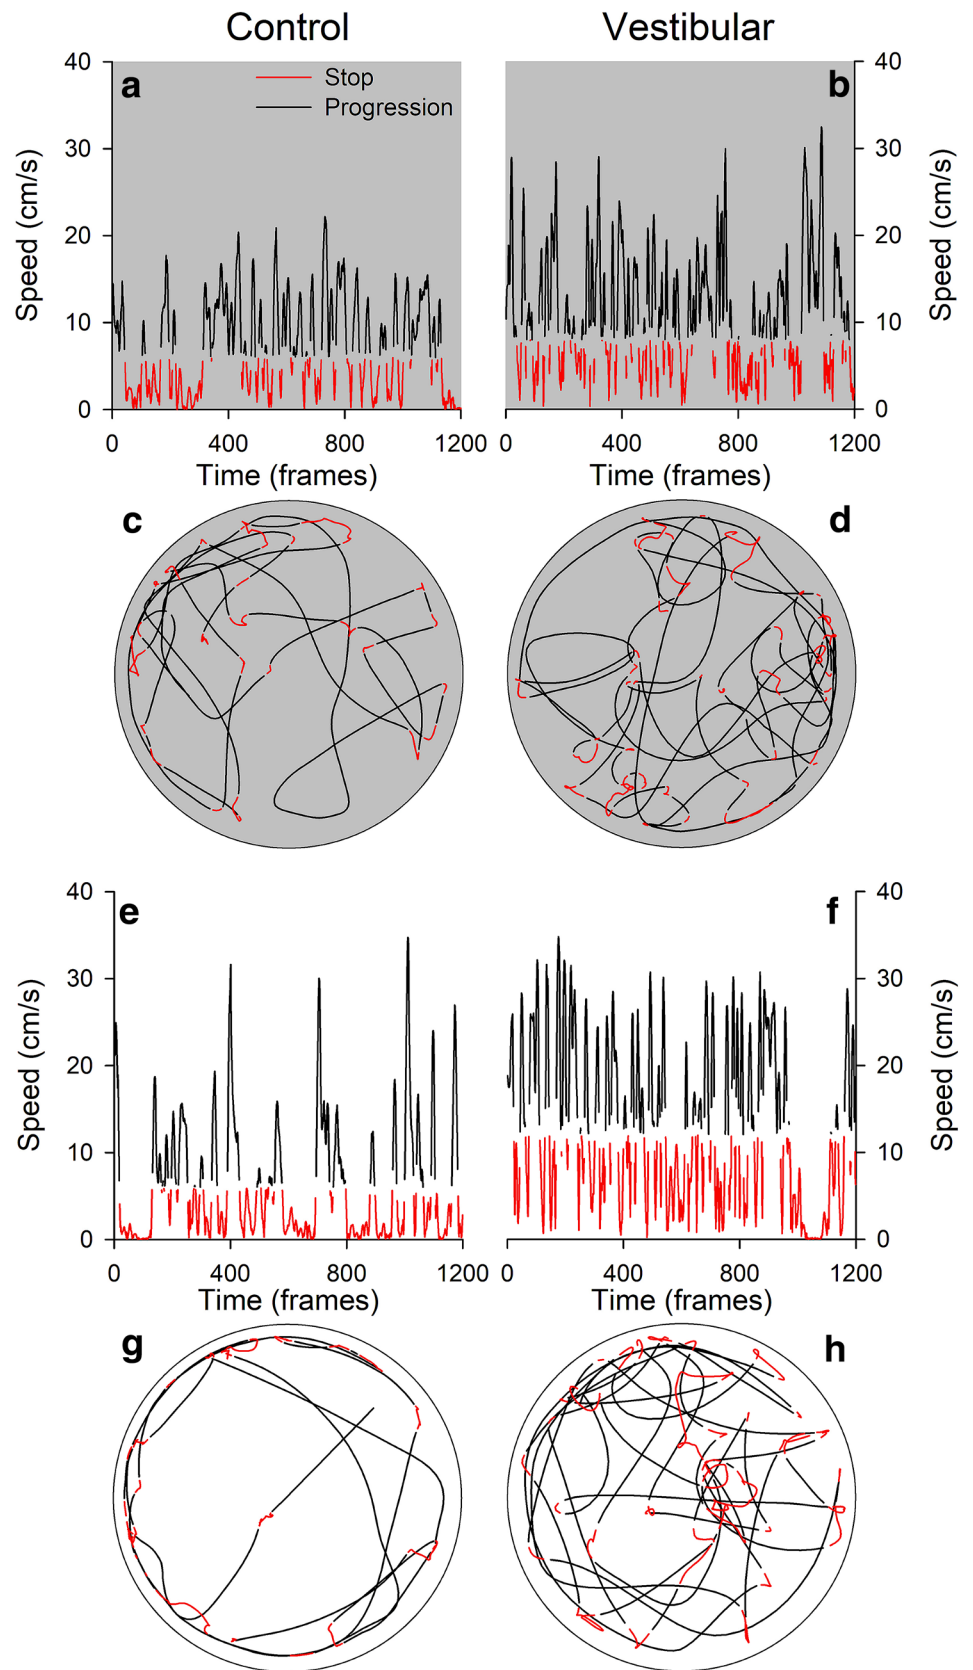 Control Vestibular
a b
Stop
Progression
40 40
30 30
20 20
10 10
0 0
Speed (cm/s) Speed (cm/s)
0 400 800 1200 0 400 800 1200
Time (frames) Time (frames)
c d
e f
40 40
30 30
20 20
10 10
0 0
Speed (cm/s) Speed (cm/s)
0 400 800 1200 0 400 800 1200
Time (frames) Time (frames)
g h